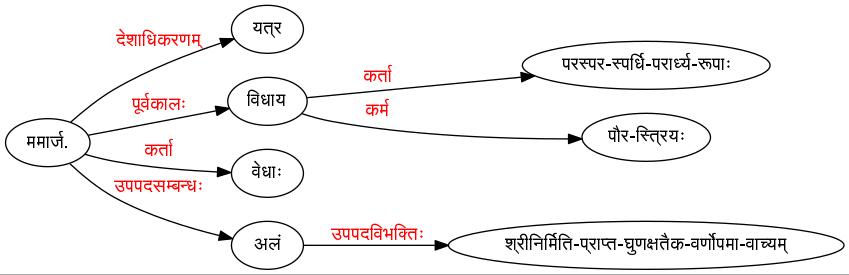 यत्र
देशाधिकरणम्
परस्पर-स्पर्धि-परार्ध्य-रूपाः
कर्ता
पूर्वकालः
विधाय
कर्म
पौर-स्त्रियः
ममार्ज.
कर्ता
वेधाः
उपपदसम्बन्धः
उपपदविभक्तिः
अलं
श्रीनिर्मिति-प्राप्त-घुणक्षतैक-वर्णोपमा-वाच्यम्